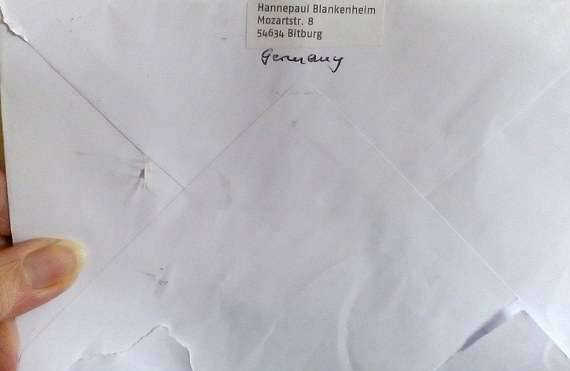 Hannepaul Blankenheim
Mozartstr. 8
54634 Bitburg
Germany